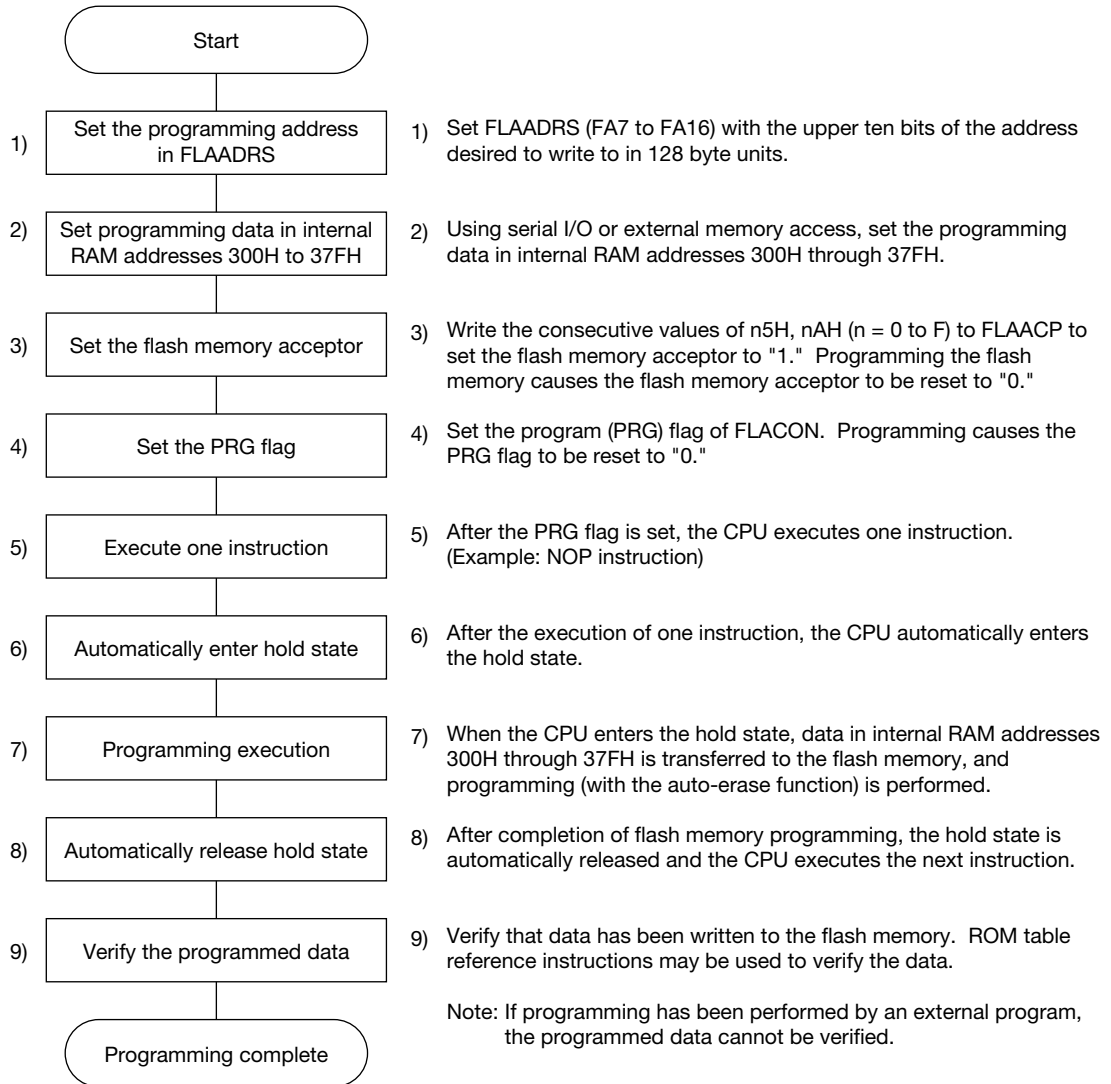 Start
1) Set the programming address
in FLAADRS
1) Set FLAADRS (FA7 to FA16) with the upper ten bits of the address
desired to write to in 128 byte units.
2) Set programming data in internal
RAM addresses 300H to 37FH
2) Using serial I/O or external memory access, set the programming
data in internal RAM addresses 300H through 37FH.
3) Set the flash memory acceptor
3) Write the consecutive values of n5H, nAH (n = 0 to F) to FLAACP to
set the flash memory acceptor to "1." Programming the flash
memory causes the flash memory acceptor to be reset to "0."
4) Set the PRG flag
4) Set the program (PRG) flag of FLACON. Programming causes the
PRG flag to be reset to "0."
5) Execute one instruction
5) After the PRG flag is set, the CPU executes one instruction.
(Example: NOP instruction)
6) Automatically enter hold state
6) After the execution of one instruction, the CPU automatically enters
the hold state.
7) Programming execution
7) When the CPU enters the hold state, data in internal RAM addresses
300H through 37FH is transferred to the flash memory, and
programming (with the auto-erase function) is performed.
8) Automatically release hold state
8) After completion of flash memory programming, the hold state is
automatically released and the CPU executes the next instruction.
9) Verify the programmed data
9) Verify that data has been written to the flash memory. ROM table
reference instructions may be used to verify the data.
Note: If programming has been performed by an external program,
the programmed data cannot be verified.
Programming complete